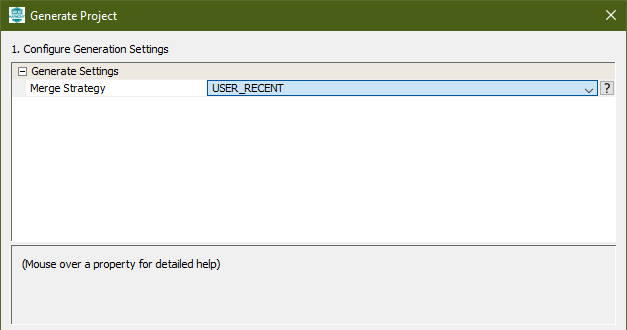 Generate Project
1. Configure Generation Settings
Generate Settings
Merge Strategy USER_RECENT ?
(Mouse over a property for detailed help)